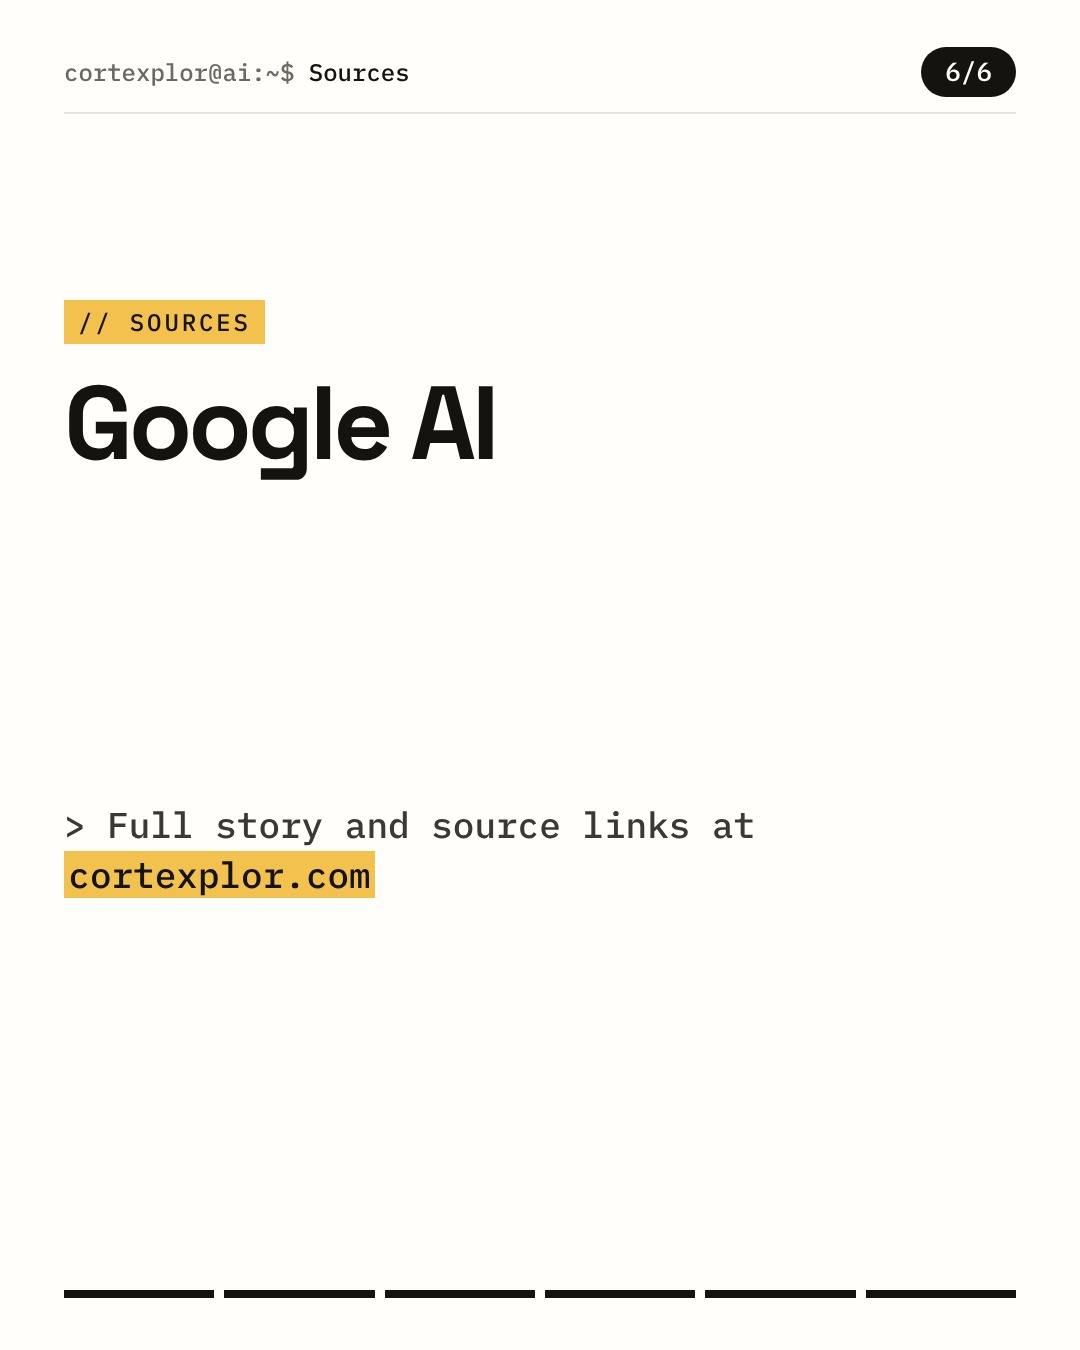 cortexplor@ai:~$ Sources
6/6
// SOURCES
Google AI
> Full story and source links at
cortexplor.com